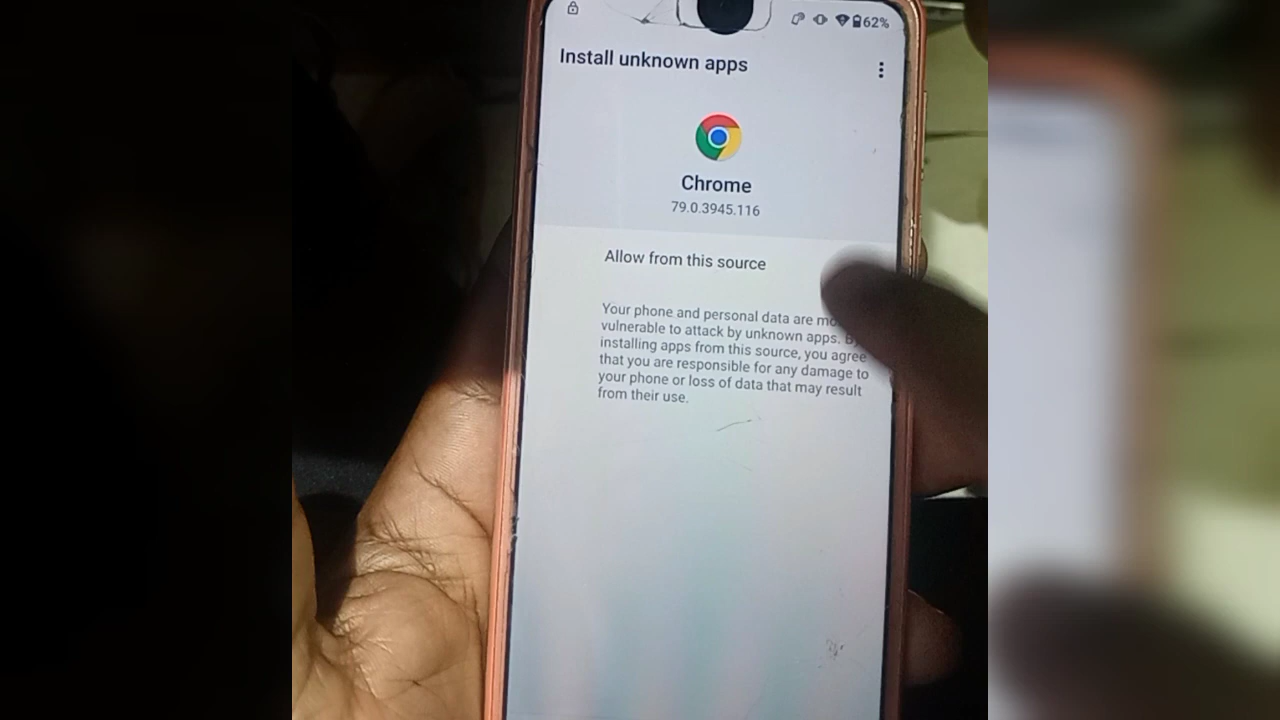 62%
Install unknown apps
Chrome
79.0.3945.116
Allow from this source
Your phone and personal data are
vulnerable to attack by unknown apps.
installing apps from this source, you agree
that you are responsible for any damage to
your phone or loss of data that may result
from their use.